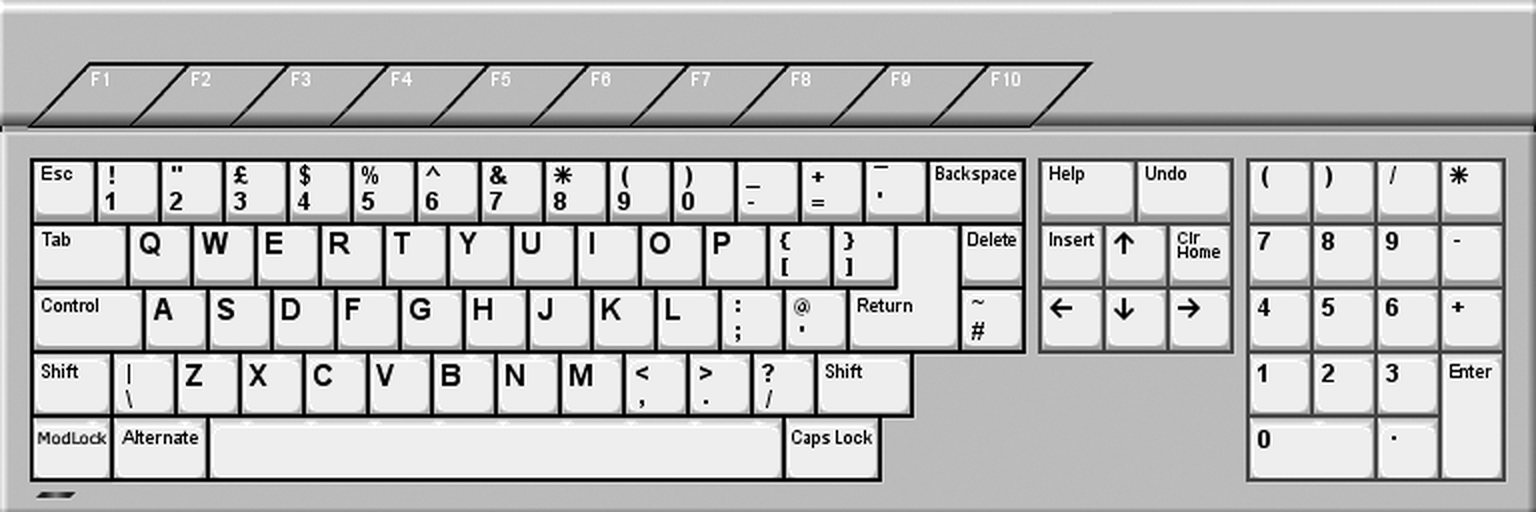 F1 F2 F3 F4 F5 F6 F7 F8 F9 F10
Esc ! " £ $ % ^ & * ( ) _ + ¯ Backspace Help Undo ( ) / *
1 2 3 4 5 6 7 8 9 0 - = '
Tab Q W E R T Y U I O P { } Delete Insert ↑ Clr 7 8 9 -
[ ] Home
Control A S D F G H J K L : @ Return ~ ← ↓ → 4 5 6 +
; ' #
Shift | Z X C V B N M < > ? Shift 1 2 3 Enter
\ , . /
ModLock Alternate Caps Lock 0 .